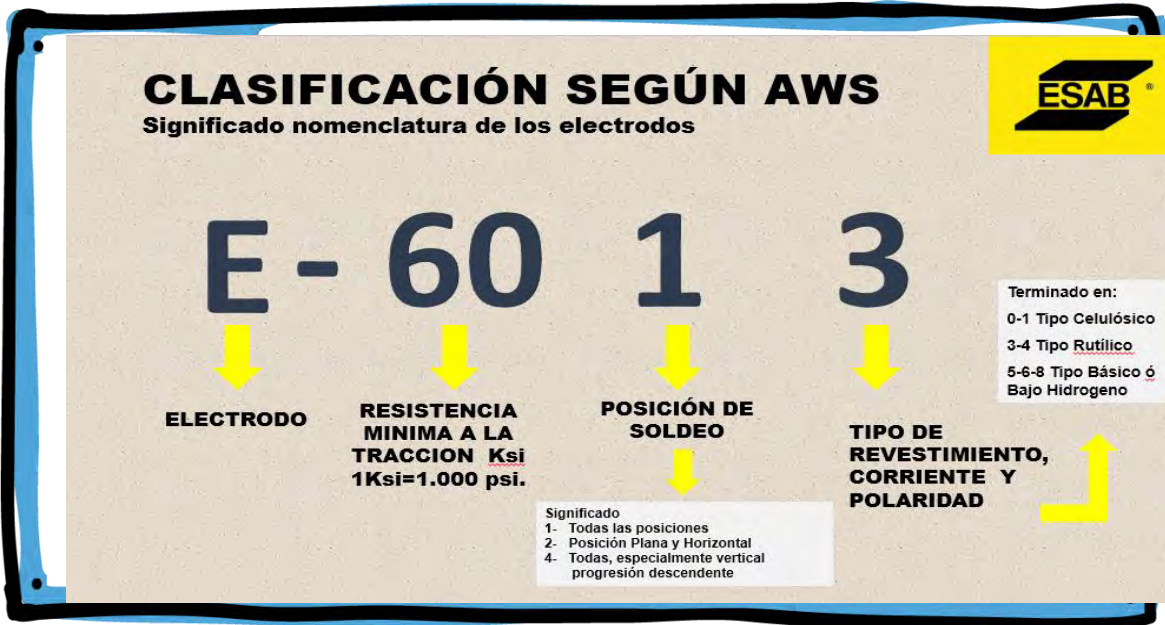 CLASIFICACIÓN SEGÚN AWS
Significado nomenclatura de los electrodos
ESAB ®
E - 60 1 3
ELECTRODO
RESISTENCIA
MINIMA A LA
TRACCION Ksi
1Ksi=1.000 psi.
POSICIÓN DE
SOLDEO
Significado
1- Todas las posiciones
2- Posición Plana y Horizontal
4- Todas, especialmente vertical
progresión descendente
TIPO DE
REVESTIMIENTO,
CORRIENTE Y
POLARIDAD
Terminado en:
0-1 Tipo Celulósico
3-4 Tipo Rutílico
5-6-8 Tipo Básico ó
Bajo Hidrogeno